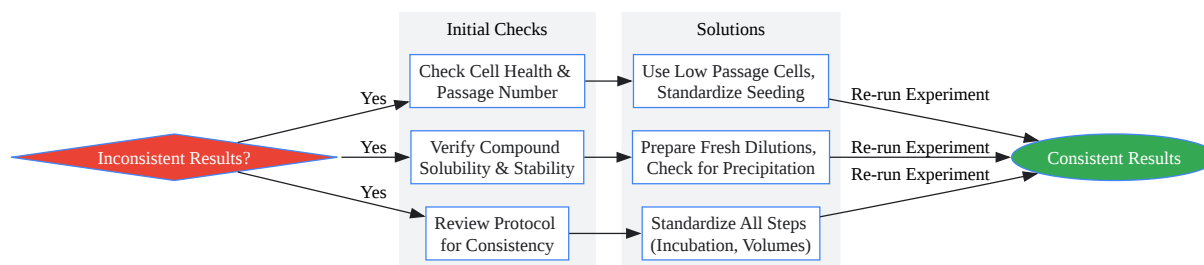 Initial Checks
Solutions
Check Cell Health &
Passage Number
Use Low Passage Cells,
Standardize Seeding
Re-run Experiment
Yes
Inconsistent Results?
Yes
Verify Compound
Solubility & Stability
Prepare Fresh Dilutions,
Check for Precipitation
Re-run Experiment
Consistent Results
Yes
Re-run Experiment
Review Protocol
for Consistency
Standardize All Steps
(Incubation, Volumes)